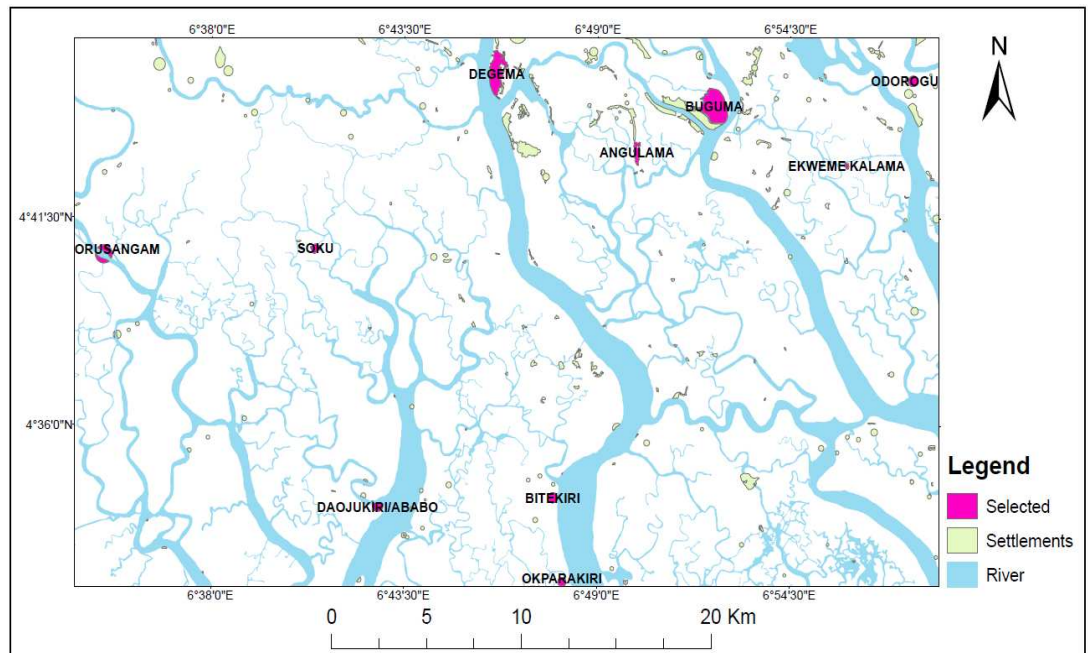 6°38'0"E 6°43'30"E 6°49'0"E 6°54'30"E
N
DEGEMA
ODOROGU
BUGUMA
ANGULAMA
EKWEME KALAMA
4°41'30"N
ORUSANGAM
SOKU
4°36'0"N
Legend
Selected
Settlements
River
BITEKIRI
DAOJUKIRI/ABABO
OKPARAKIRI
6°38'0"E 6°43'30"E 6°49'0"E 6°54'30"E
0 5 10 20 Km